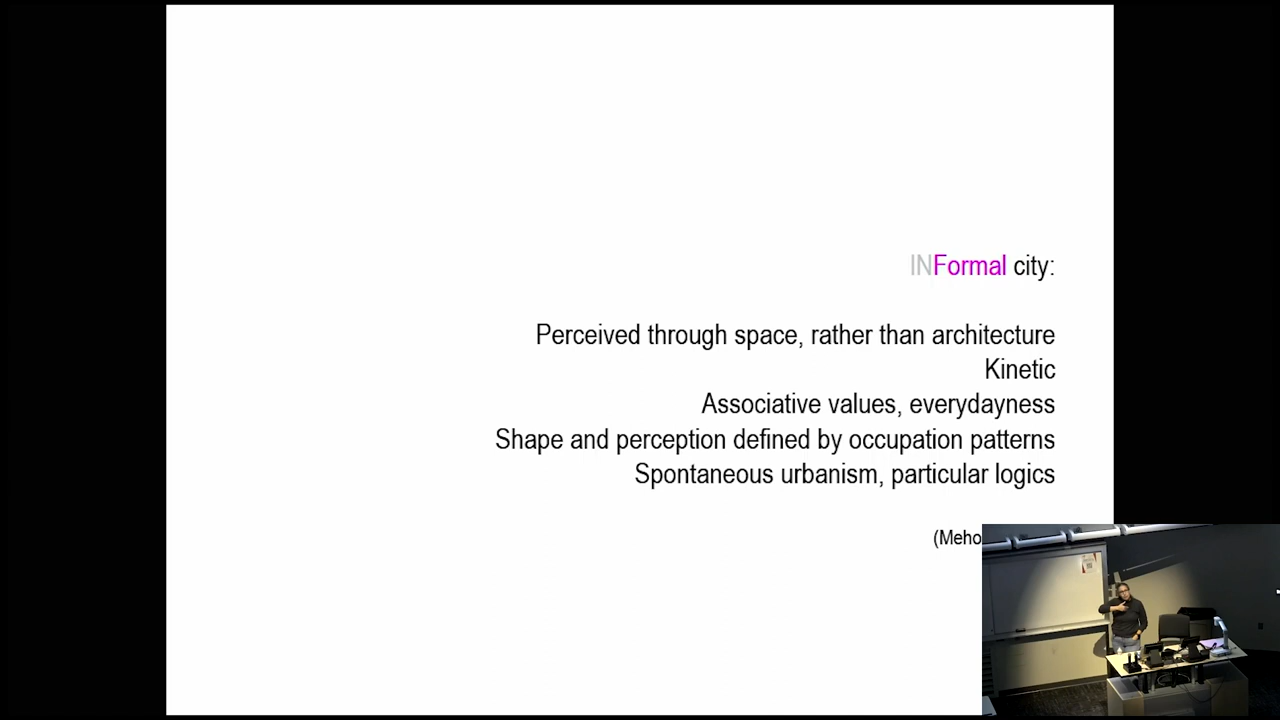 INFormal city:
Perceived through space, rather than architecture
Kinetic
Associative values, everydayness
Shape and perception defined by occupation patterns
Spontaneous urbanism, particular logics